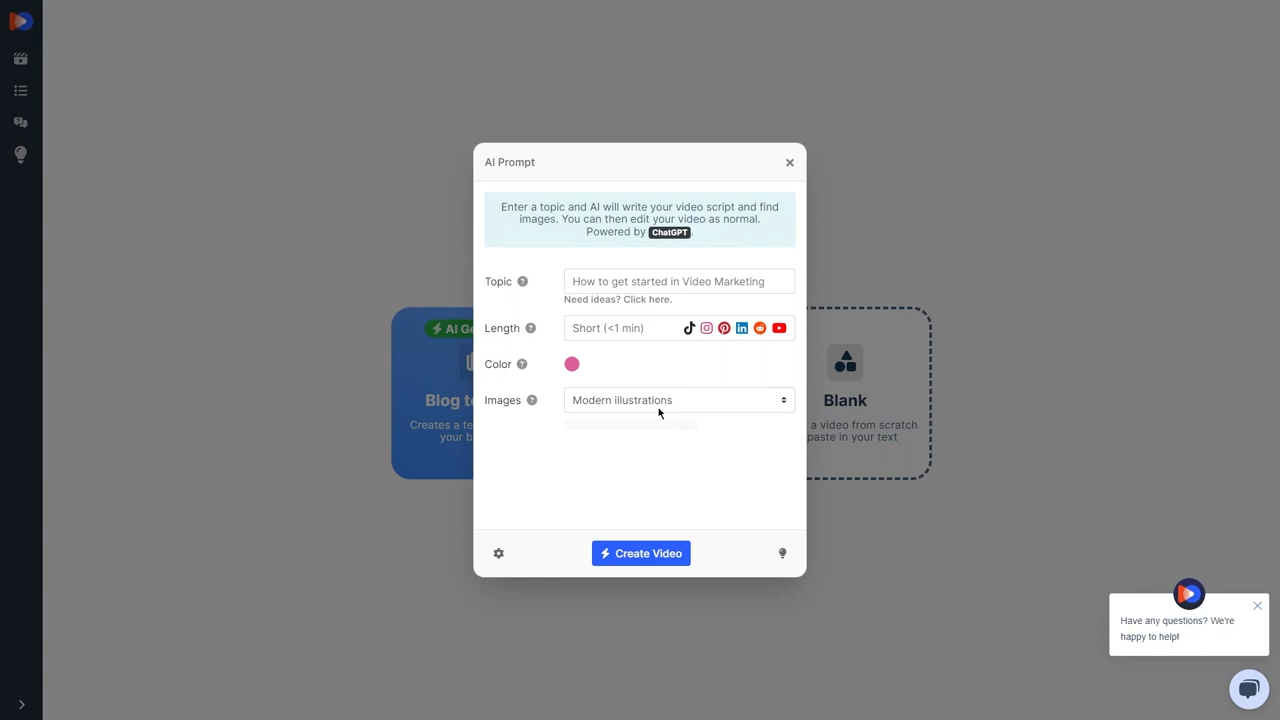 AI Prompt
Enter a topic and AI will write your video script and find
images. You can then edit your video as normal.
Powered by ChatGPT.
Topic
How to get started in Video Marketing
Need ideas? Click here.
Length
Short (<1 min)
Color
Images
Modern illustrations
Create Video
AI Ge
Blog t
Creates a te
your b
Blank
a video from scratch
paste in your text
Have any questions? We're
happy to help!